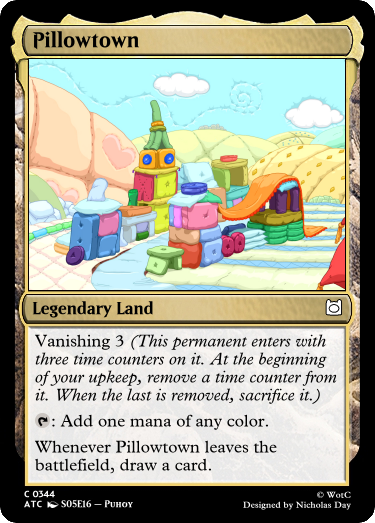 Pillowtown
Legendary Land
Vanishing 3 (This permanent enters with
three time counters on it. At the beginning
of your upkeep, remove a time counter from
it. When the last is removed, sacrifice it.)
: Add one mana of any color.
Whenever Pillowtown leaves the
battlefield, draw a card.
C 0344
ATC S05E16 – Puhoy
© WotC
Designed by Nicholas Day